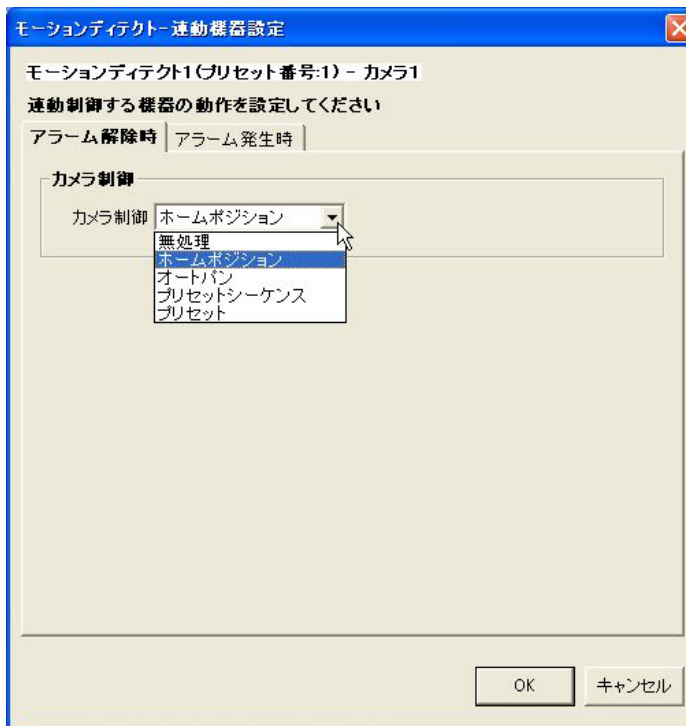 モーションディテクト-連動機器設定
モーションディテクト1(プリセット番号:1) - カメラ1
連動制御する機器の動作を設定してください
アラーム解除時 アラーム発生時
カメラ制御
カメラ制御 ホームポジション
無処理
ホームポジション
オートパン
プリセットシーケンス
プリセット
OK キャンセル